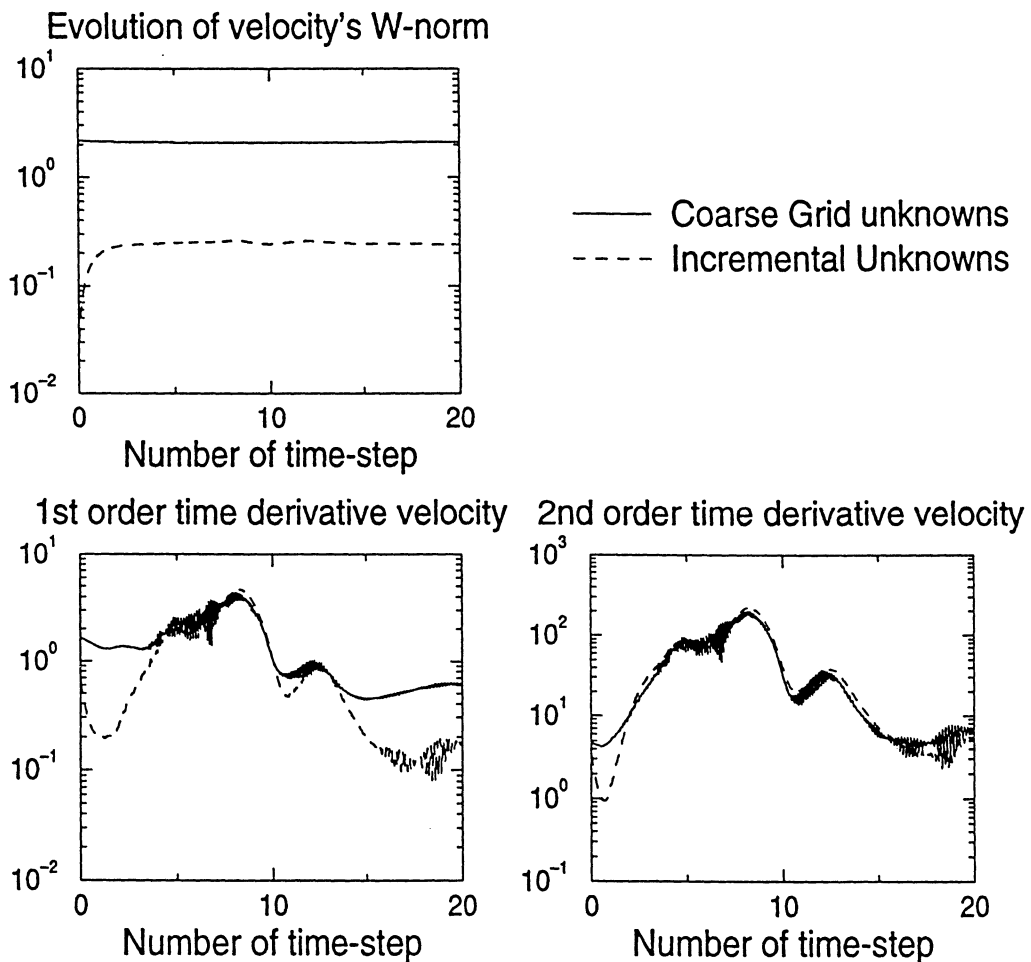 Evolution of velocity's W-norm
10^1
10^0
10^-1
10^-2
0 10 20
Number of time-step
Coarse Grid unknowns
Incremental Unknowns
1st order time derivative velocity
10^1
10^0
10^-1
10^-2
0 10 20
Number of time-step
2nd order time derivative velocity
10^3
10^2
10^1
10^0
10^-1
0 10 20
Number of time-step